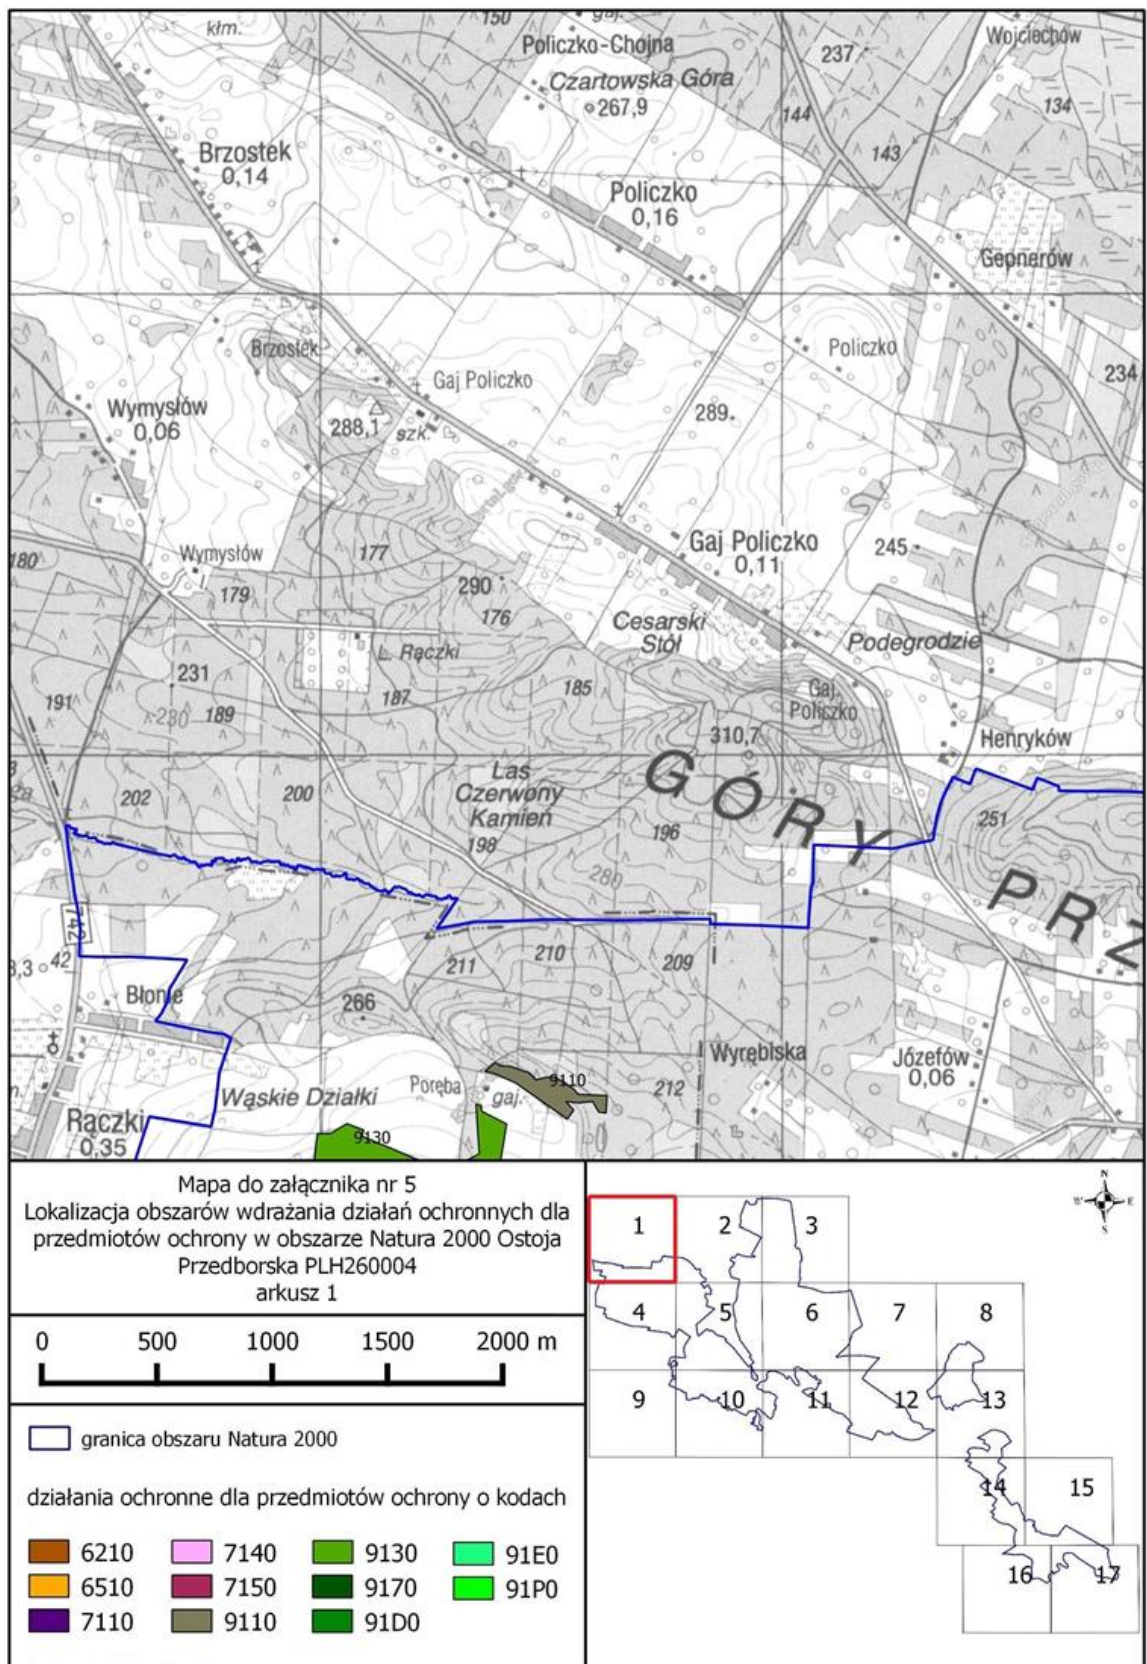 kłm.
150
gaj.
Policzko-Chojna
Czartowska Góra
267,9
237
Wojciechów
144
134
143
Brzostek
0,14
Policzko
0,16
Gepnerów
Brzostek
Gaj Policzko
Policzko
234
Wymysłów
0,06
288,1
szk.
289
180
Wymysłów
179
177
290
176
Gaj Policzko
0,11
245
Cesarski
Stół
Podegrodzie
L. Rączki
231
191
230
189
187
185
Gaj.
Policzko
310,7
Henryków
GÓRY
202
200
Las
Czerwony
Kamień
198
196
280
251
PRZ
742
42
211
210
209
Błonie
266
Wyrębiska
Józefów
0,06
Wąskie Działki
Poręba
gaj.
9110
212
Rączki
0,35
9130
Mapa do załącznika nr 5
Lokalizacja obszarów wdrażania działań ochronnych dla
przedmiotów ochrony w obszarze Natura 2000 Ostoja
Przedborska PLH260004
arkusz 1
0 500 1000 1500 2000 m
granica obszaru Natura 2000
działania ochronne dla przedmiotów ochrony o kodach
6210 7140 9130 91E0
6510 7150 9170 91P0
7110 9110 91D0
N
W E
S
1 2 3
4 5 6 7 8
9 10 11 12 13
14 15
16 17